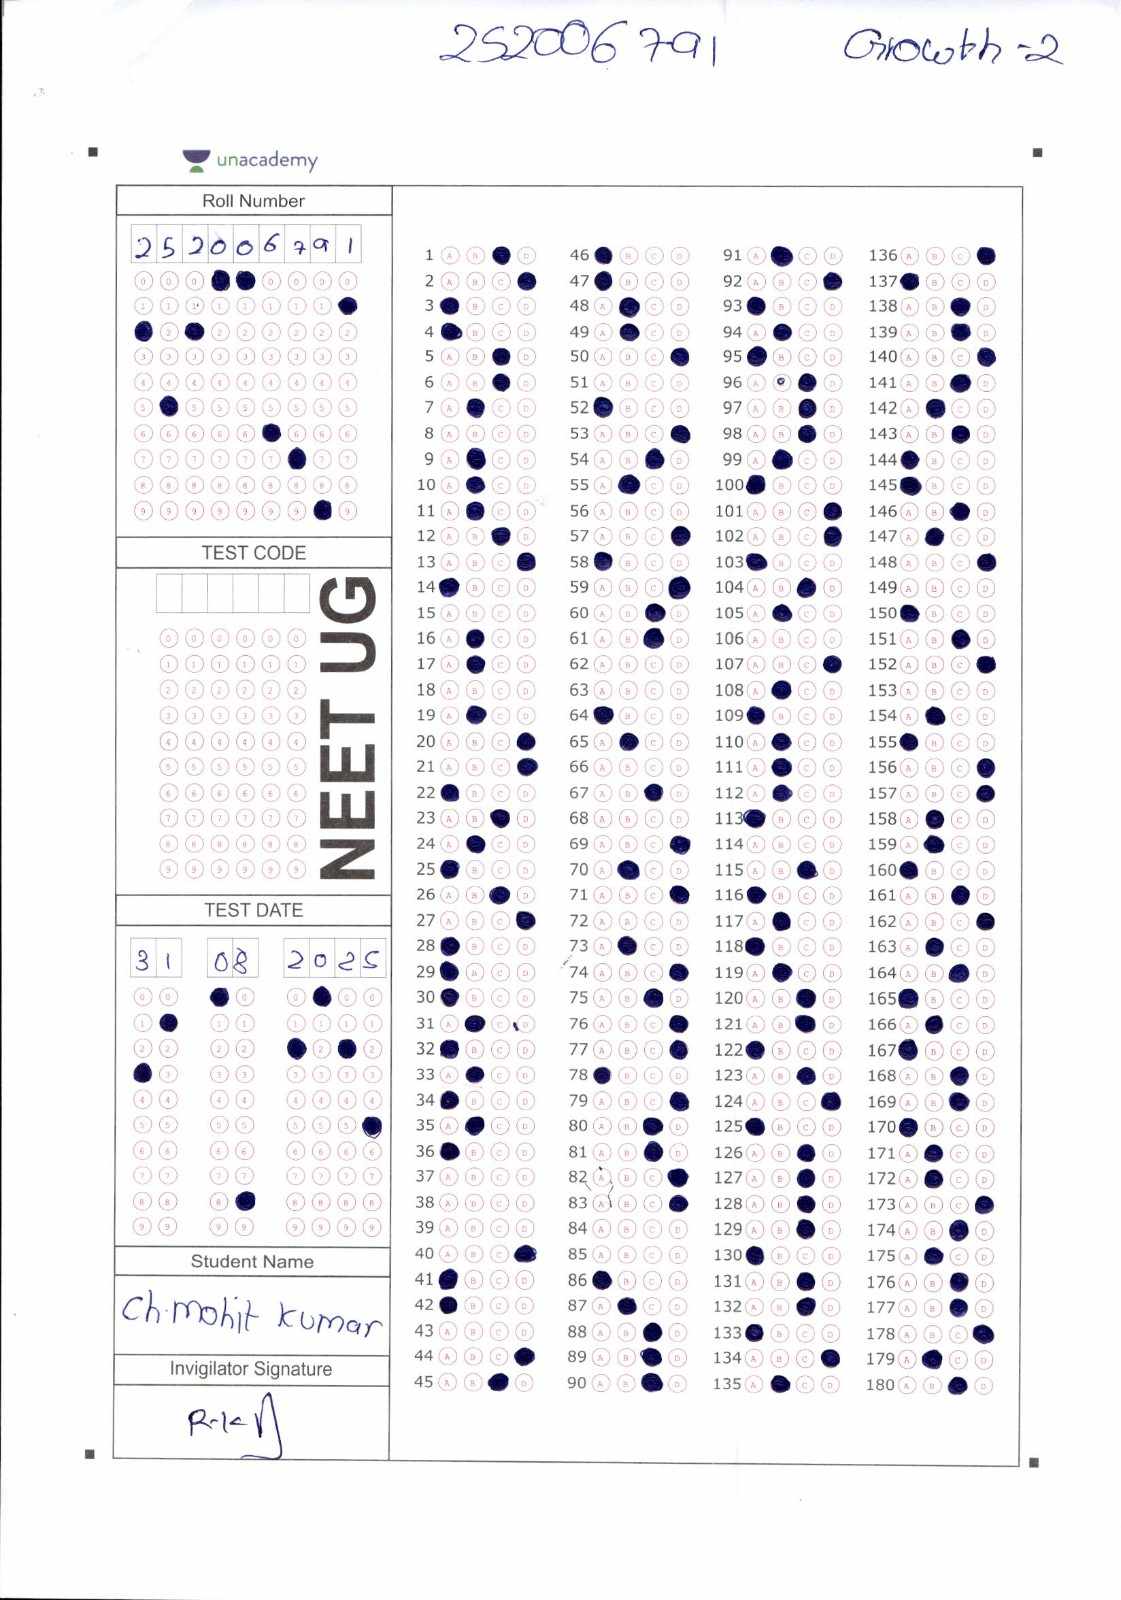 252006791 Growth-2
unacademy
Roll Number
2 5 2 0 0 6 7 9 1
TEST CODE
NEET UG
TEST DATE
31 08 2025
Student Name
Ch.Mohit Kumar
Invigilator Signature
1 A B D 46 B C D 91 A C D 136 A B C
2 A B C 47 B C D 92 A B C 137 B C D
3 B C D 48 A C D 93 B C D 138 A B D
4 B C D 49 A C D 94 A C D 139 A B D
5 A B D 50 A B C 95 B C D 140 A B C
6 A B D 51 A B C D 96 A D 141 A B D
7 A C D 52 B C D 97 A B D 142 A C D
8 A B C D 53 A B C 98 A B D 143 A B D
9 A C D 54 A B D 99 A C D 144 B C D
10 A C D 55 A C D 100 B C D 145 B C D
11 A C D 56 A B C D 101 A B C 146 A B D
12 A B D 57 A B C 102 A B C 147 A C D
13 A B C 58 B C D 103 B C D 148 A B C
14 B C D 59 A B C 104 A B D 149 A B C D
15 A B C D 60 A B D 105 A C D 150 B C D
16 A C D 61 A B D 106 A B C D 151 A B D
17 A C D 62 A B C D 107 A B C 152 A B C
18 A B C D 63 A B C D 108 A C D 153 A B C D
19 A C D 64 B C D 109 B C D 154 A C D
20 A B C 65 A C D 110 A C D 155 B C D
21 A B C 66 A B C D 111 A C D 156 A B C
22 B C D 67 A B D 112 A C D 157 A B C
23 A B D 68 A B C D 113 B C D 158 A C D
24 A C D 69 A B C 114 A B C D 159 A C D
25 B C D 70 A C D 115 A B D 160 B C D
26 A B D 71 A B C 116 B C D 161 A B D
27 A B C 72 A A C D 117 A C D 162 A B C
28 B C D 73 A C D 118 B C D 163 A C D
29 B C D 74 A B C 119 A C D 164 A B D
30 B C D 75 A B D 120 A B D 165 B C D
31 A C D 76 A B C 121 A B D 166 A C D
32 B C D 77 A B C 122 B C D 167 B C D
33 A C D 78 B C D 123 A B D 168 A B D
34 B C D 79 A B C 124 A B C 169 A B D
35 A C D 80 A B D 125 B C D 170 B C D
36 B C D 81 A B D 126 A B D 171 A C D
37 A B C D 82 A B C 127 A B D 172 A C D
38 A B C D 83 A B C 128 A B D 173 A B C
39 A B C D 84 A B C D 129 A B D 174 A B D
40 A B C 85 A B C D 130 B C D 175 A C D
41 B C D 86 B C D 131 A B D 176 A B D
42 B C D 87 A C D 132 A B D 177 A B D
43 A B C D 88 A B D 133 B C D 178 A B C
44 A B C 89 A B D 134 A B C 179 A C D
45 A B D 90 A B D 135 A C D 180 A B D